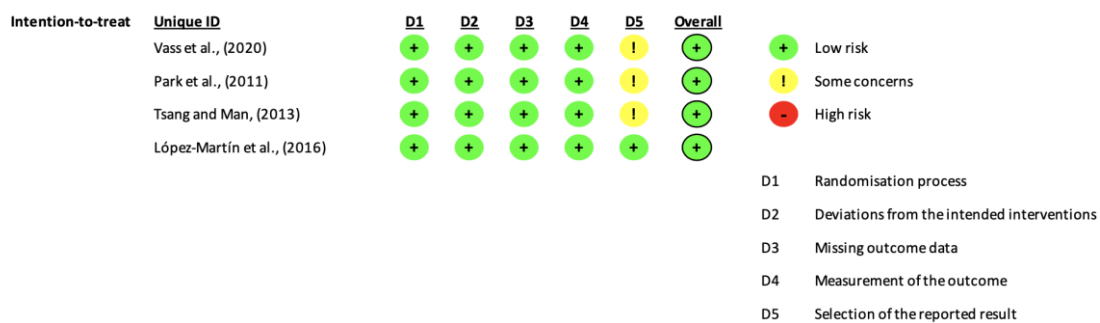 Intention-to-treat Unique ID D1 D2 D3 D4 D5 Overall
Vass et al., (2020) + + + + ! + + Low risk
Park et al., (2011) + + + + ! + ! Some concerns
Tsang and Man, (2013) + + + + ! + - High risk
López-Martín et al., (2016) + + + + + +
D1 Randomisation process
D2 Deviations from the intended interventions
D3 Missing outcome data
D4 Measurement of the outcome
D5 Selection of the reported result